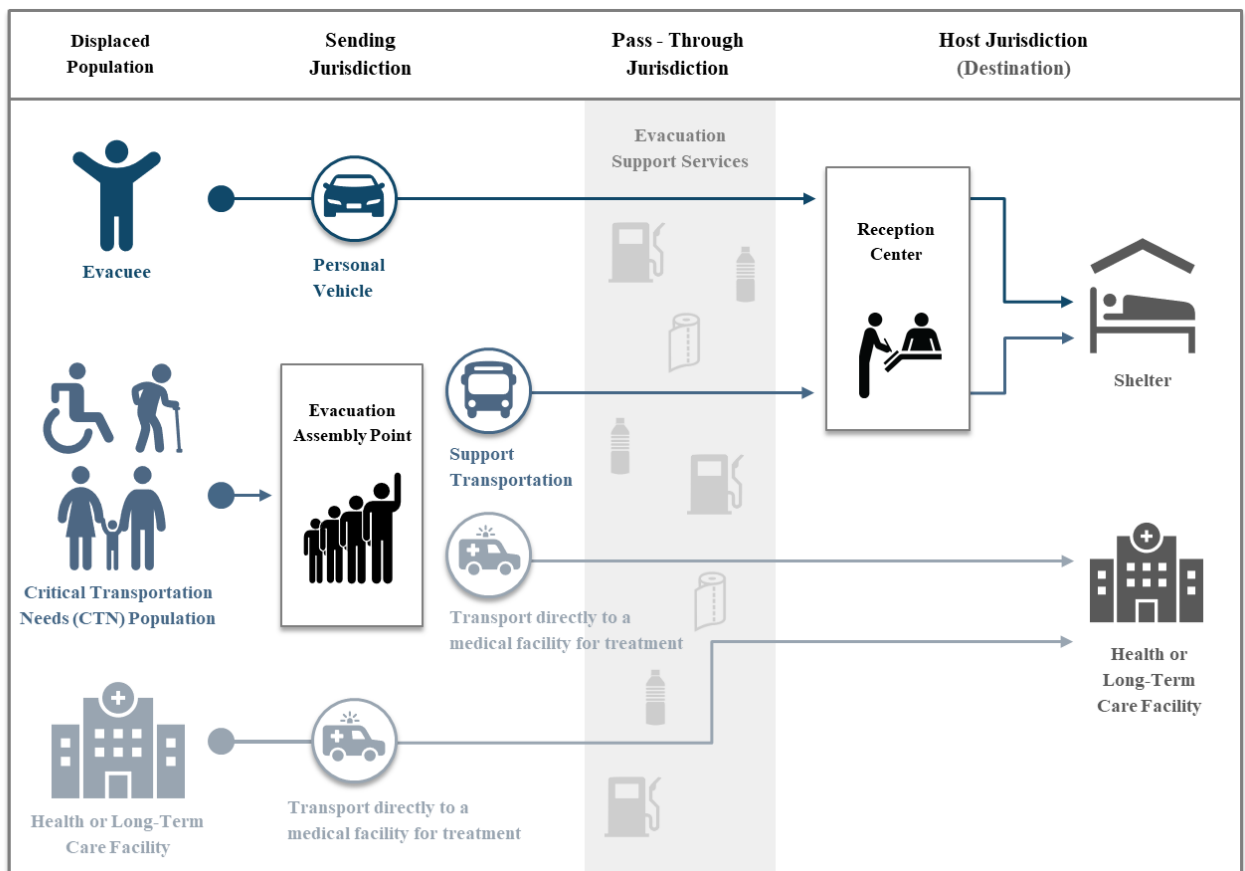 Displaced
Population
Sending
Jurisdiction
Pass - Through
Jurisdiction
Host Jurisdiction
(Destination)
Evacuation
Support Services
Evacuee
Personal
Vehicle
Reception
Center
Shelter
Evacuation
Assembly Point
Support
Transportation
Critical Transportation
Needs (CTN) Population
Transport directly to a
medical facility for treatment
Health or
Long-Term
Care Facility
Health or Long-Term
Care Facility
Transport directly to a
medical facility for treatment